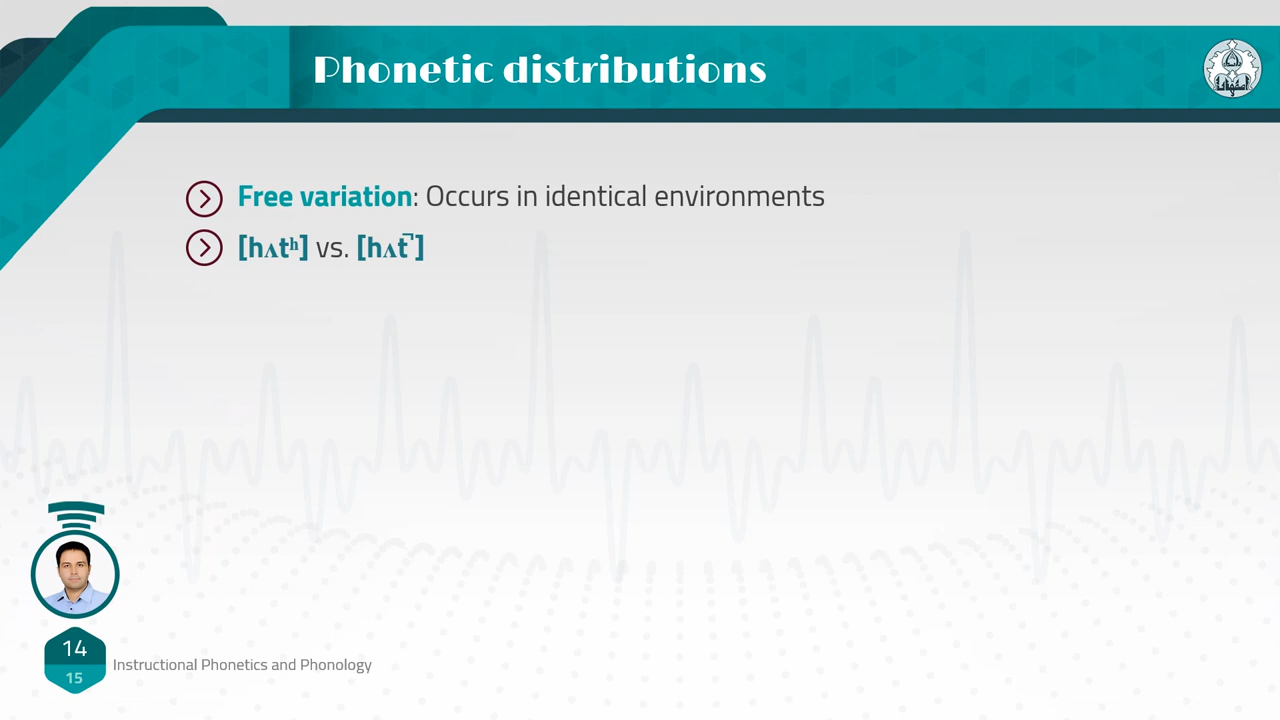 Phonetic distributions
Free variation: Occurs in identical environments
[hʌtʰ] vs. [hʌt̚]
14
15
Instructional Phonetics and Phonology